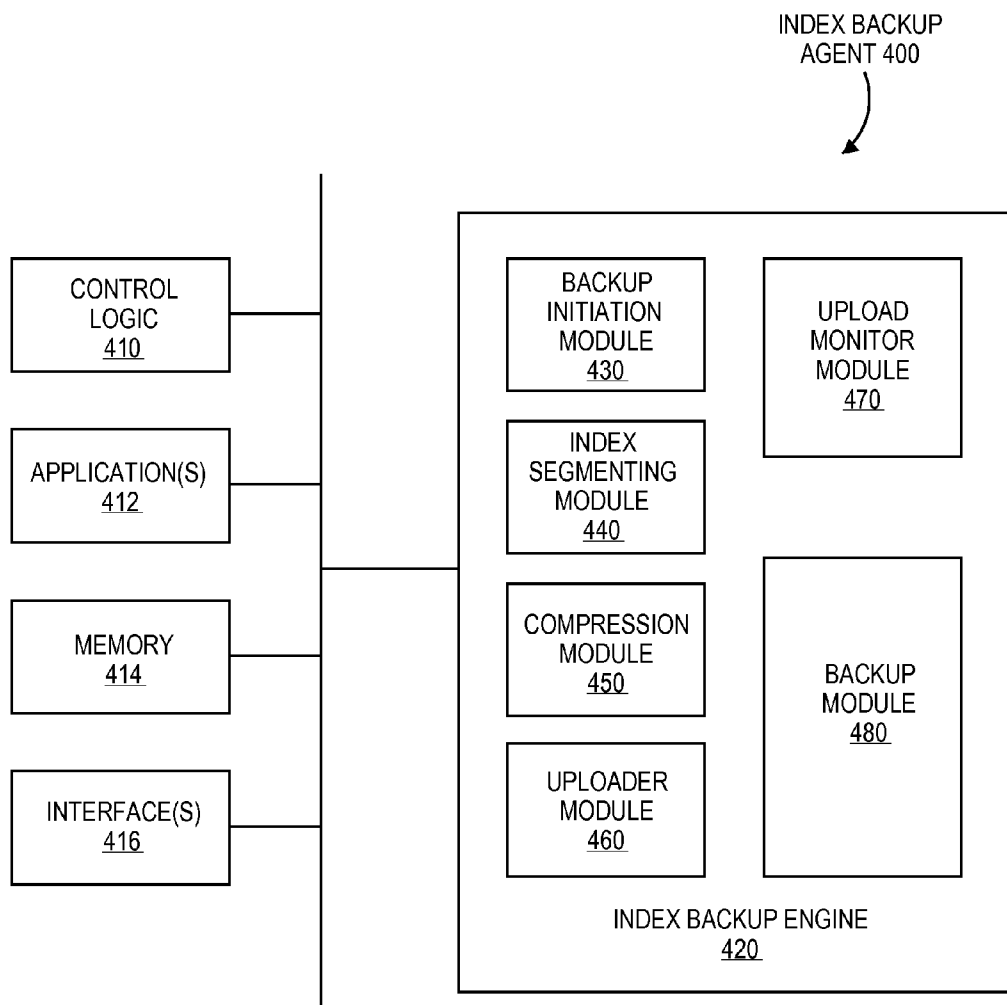 INDEX BACKUP
AGENT 400
CONTROL
LOGIC
410
APPLICATION(S)
412
MEMORY
414
INTERFACE(S)
416
BACKUP
INITIATION
MODULE
430
INDEX
SEGMENTING
MODULE
440
COMPRESSION
MODULE
450
UPLOADER
MODULE
460
UPLOAD
MONITOR
MODULE
470
BACKUP
MODULE
480
INDEX BACKUP ENGINE
420